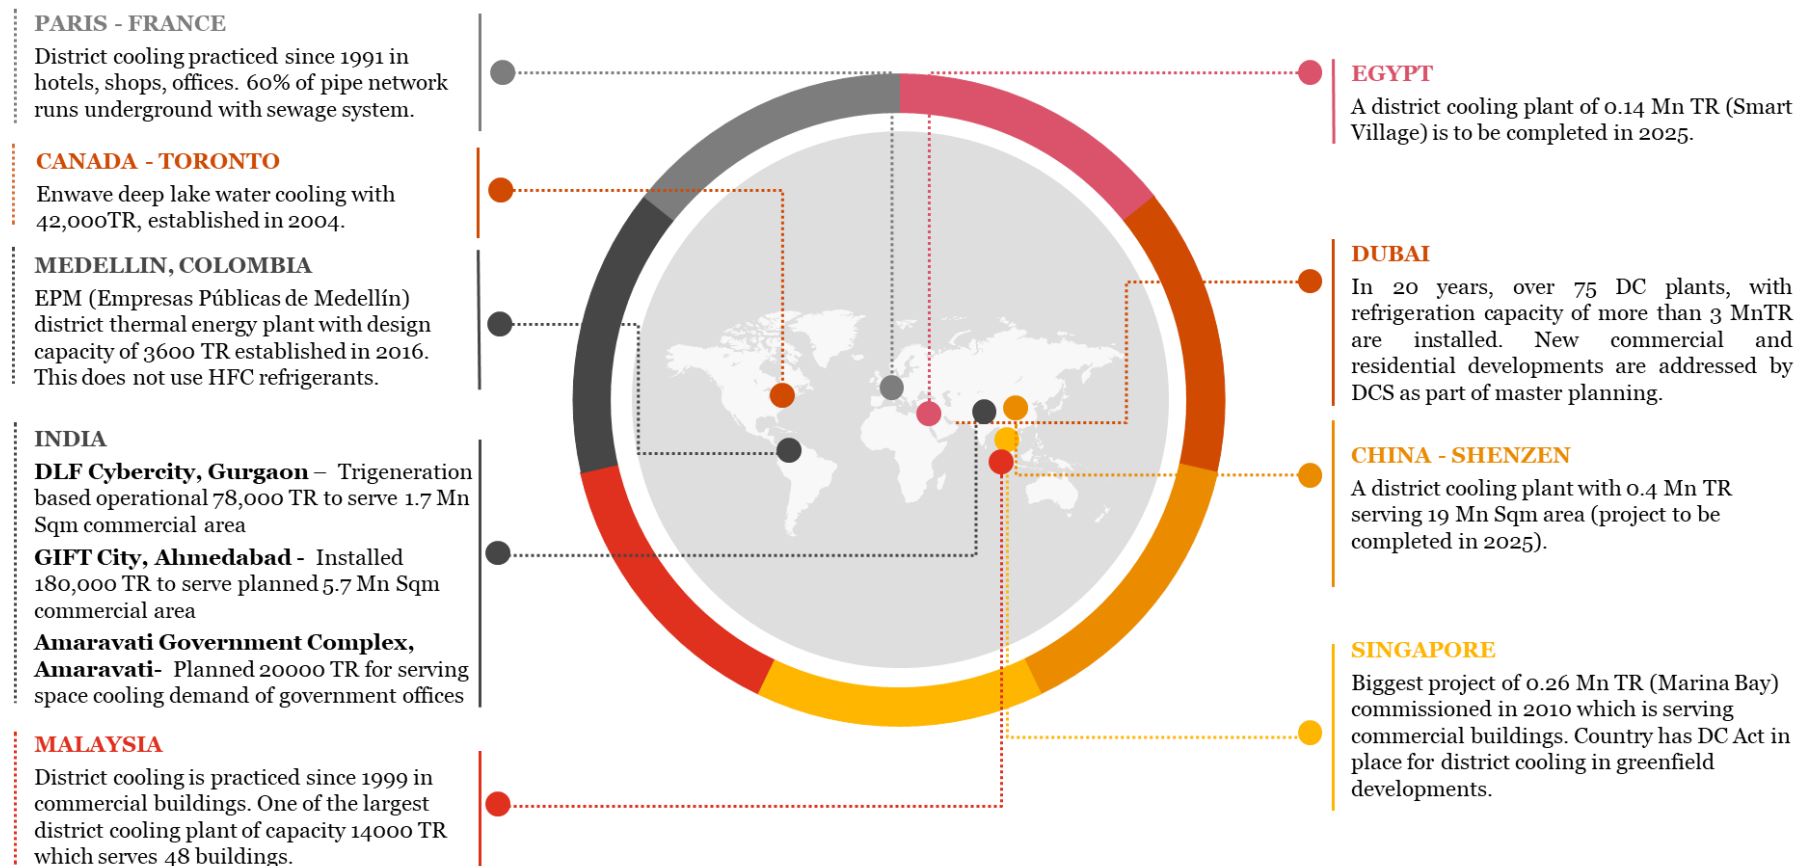 PARIS - FRANCE
District cooling practiced since 1991 in
hotels, shops, offices. 60% of pipe network
runs underground with sewage system.
CANADA - TORONTO
Enwave deep lake water cooling with
42,000TR, established in 2004.
MEDELLIN, COLOMBIA
EPM (Empresas Públicas de Medellín)
district thermal energy plant with design
capacity of 3600 TR established in 2016.
This does not use HFC refrigerants.
INDIA
DLF Cybercity, Gurgaon – Trigeneration
based operational 78,000 TR to serve 1.7 Mn
Sqm commercial area
GIFT City, Ahmedabad - Installed
180,000 TR to serve planned 5.7 Mn Sqm
commercial area
Amaravati Government Complex,
Amaravati- Planned 20000 TR for serving
space cooling demand of government offices
MALAYSIA
District cooling is practiced since 1999 in
commercial buildings. One of the largest
district cooling plant of capacity 14000 TR
which serves 48 buildings.
EGYPT
A district cooling plant of 0.14 Mn TR (Smart
Village) is to be completed in 2025.
DUBAI
In 20 years, over 75 DC plants, with
refrigeration capacity of more than 3 MnTR
are installed. New commercial and
residential developments are addressed by
DCS as part of master planning.
CHINA - SHENZEN
A district cooling plant with 0.4 Mn TR
serving 19 Mn Sqm area (project to be
completed in 2025).
SINGAPORE
Biggest project of 0.26 Mn TR (Marina Bay)
commissioned in 2010 which is serving
commercial buildings. Country has DC Act in
place for district cooling in greenfield
developments.